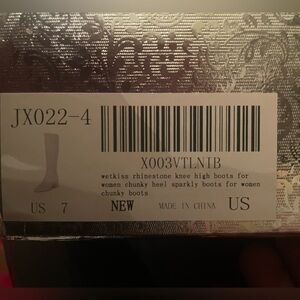 JX022-4
X003VTLNIB
wetkiss rhinestone knee high boots for
women chunky heel sparkly boots for women
chunky boots
US 7 NEW MADE IN CHINA US